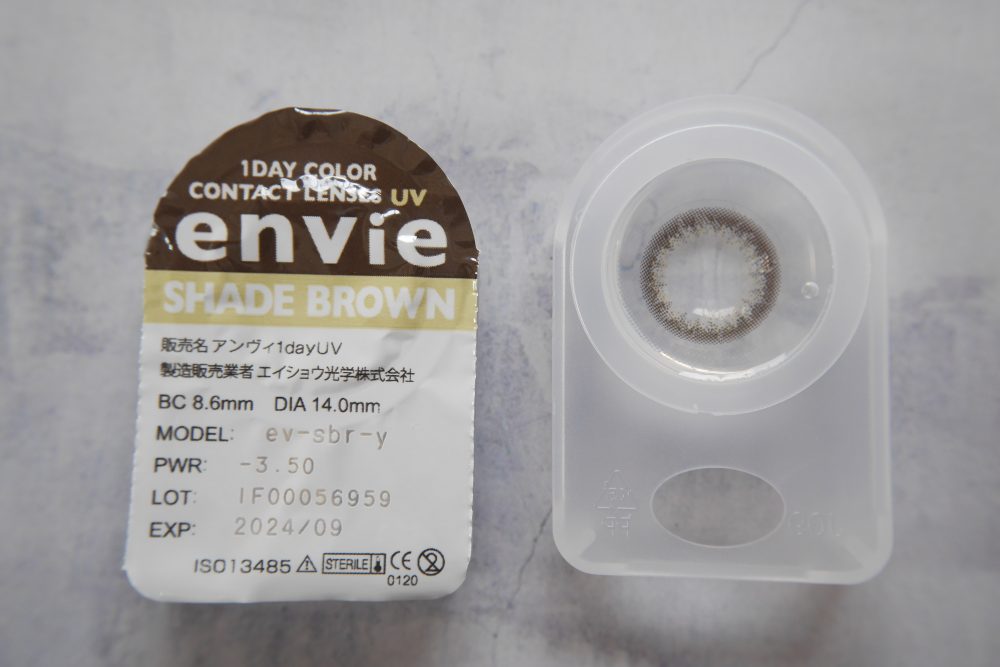 1DAY COLOR
CONTACT LENSES UV
envie
SHADE BROWN
販売名 アンヴィ1dayUV
製造販売業者 エイショウ光学株式会社
BC 8.6mm DIA 14.0mm
MODEL: ev-sbr-y
PWR: -3.50
LOT: IF00056959
EXP: 2024/09
ISO13485 STERILE CE
0120